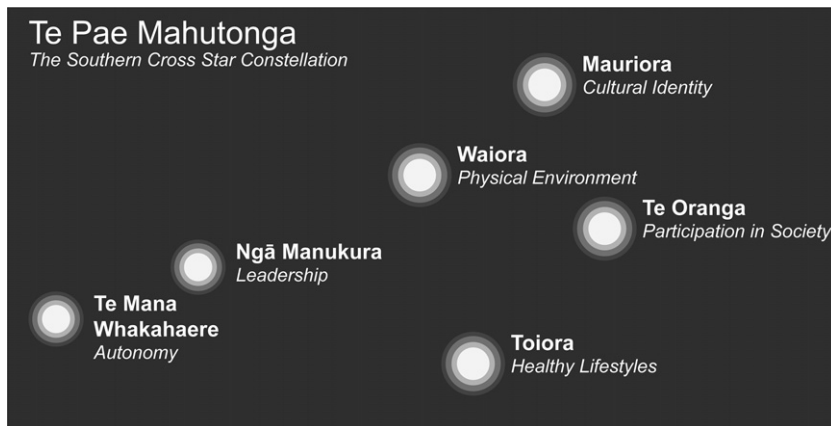 Te Pae Mahutonga
The Southern Cross Star Constellation
Mauriora
Cultural Identity
Waiora
Physical Environment
Te Oranga
Participation in Society
Ngā Manukura
Leadership
Te Mana
Whakahaere
Autonomy
Toiora
Healthy Lifestyles